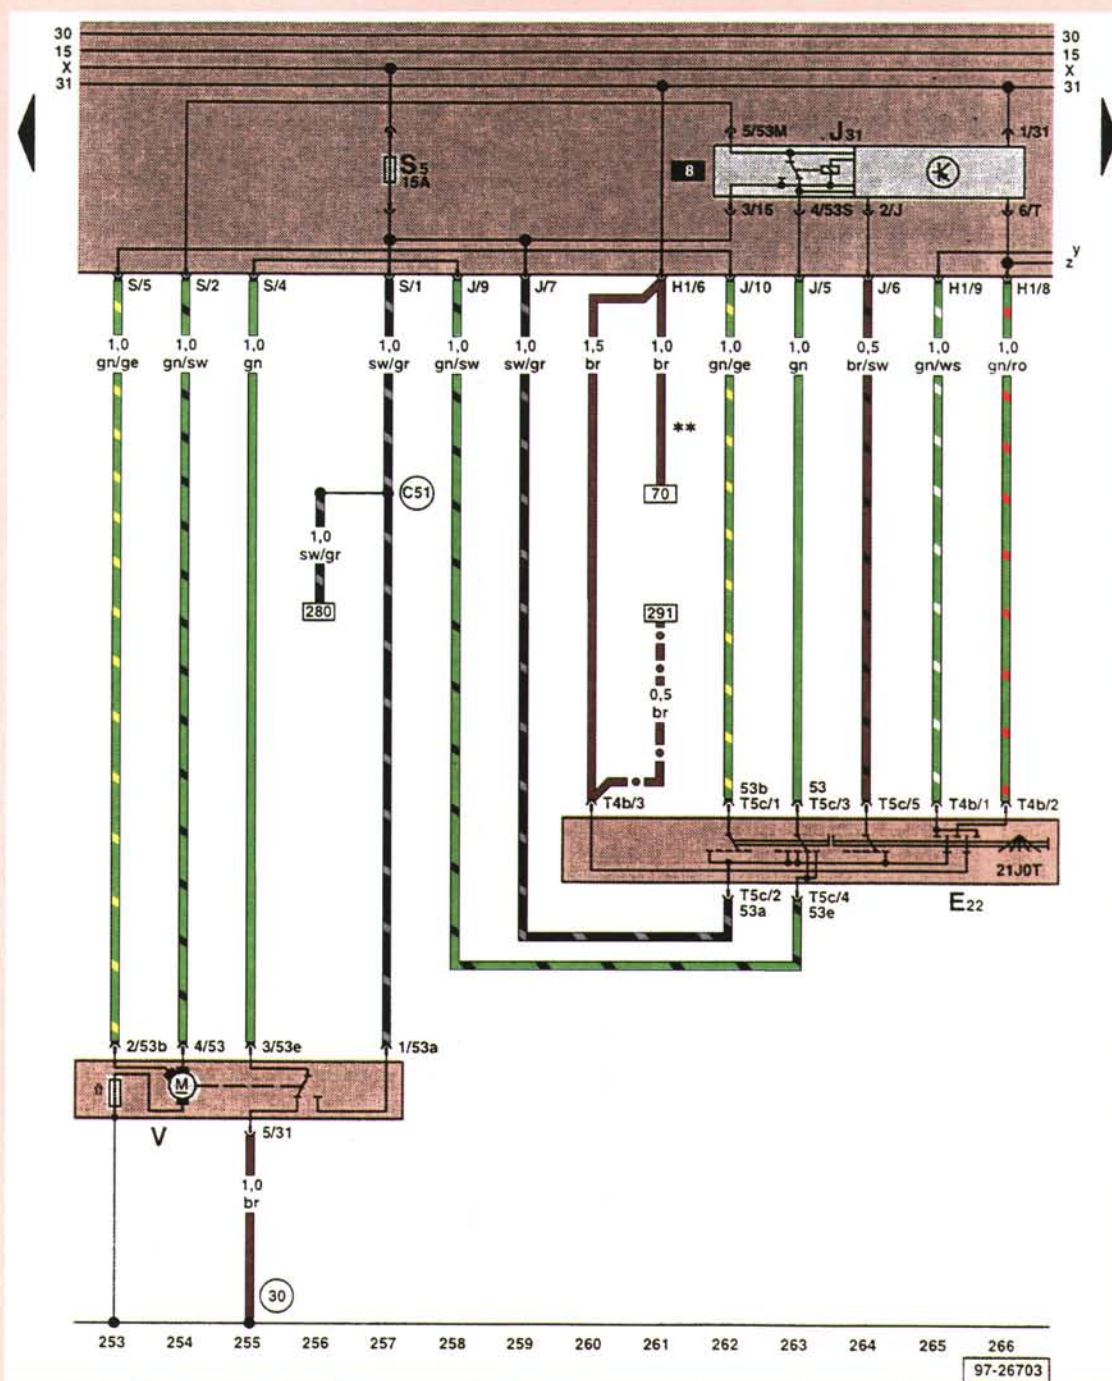 30 30
15 15
X X
31 31
5/53M J31 1/31
S5
15A
8
3/15 4/53S 2/J 6/T
y
z
S/5 S/2 S/4 S/1 J/9 J/7 H1/6 J/10 J/5 J/6 H1/9 H1/8
1,0 1,0 1,0 1,0 1,0 1,0 1,5 1,0 1,0 1,0 0,5 1,0 1,0
gn/ge gn/sw gn sw/gr gn/sw sw/gr br br gn/ge gn br/sw gn/ws gn/ro
**
C51
70
1,0
sw/gr
280
291
0,5
br
53b 53
T4b/3 T5c/1 T5c/3 T5c/5 T4b/1 T4b/2
21J0T
T5c/2 T5c/4
53a 53e
E22
2/53b 4/53 3/53e 1/53a
M
V
5/31
1,0
br
30
253 254 255 256 257 258 259 260 261 262 263 264 265 266
97-26703